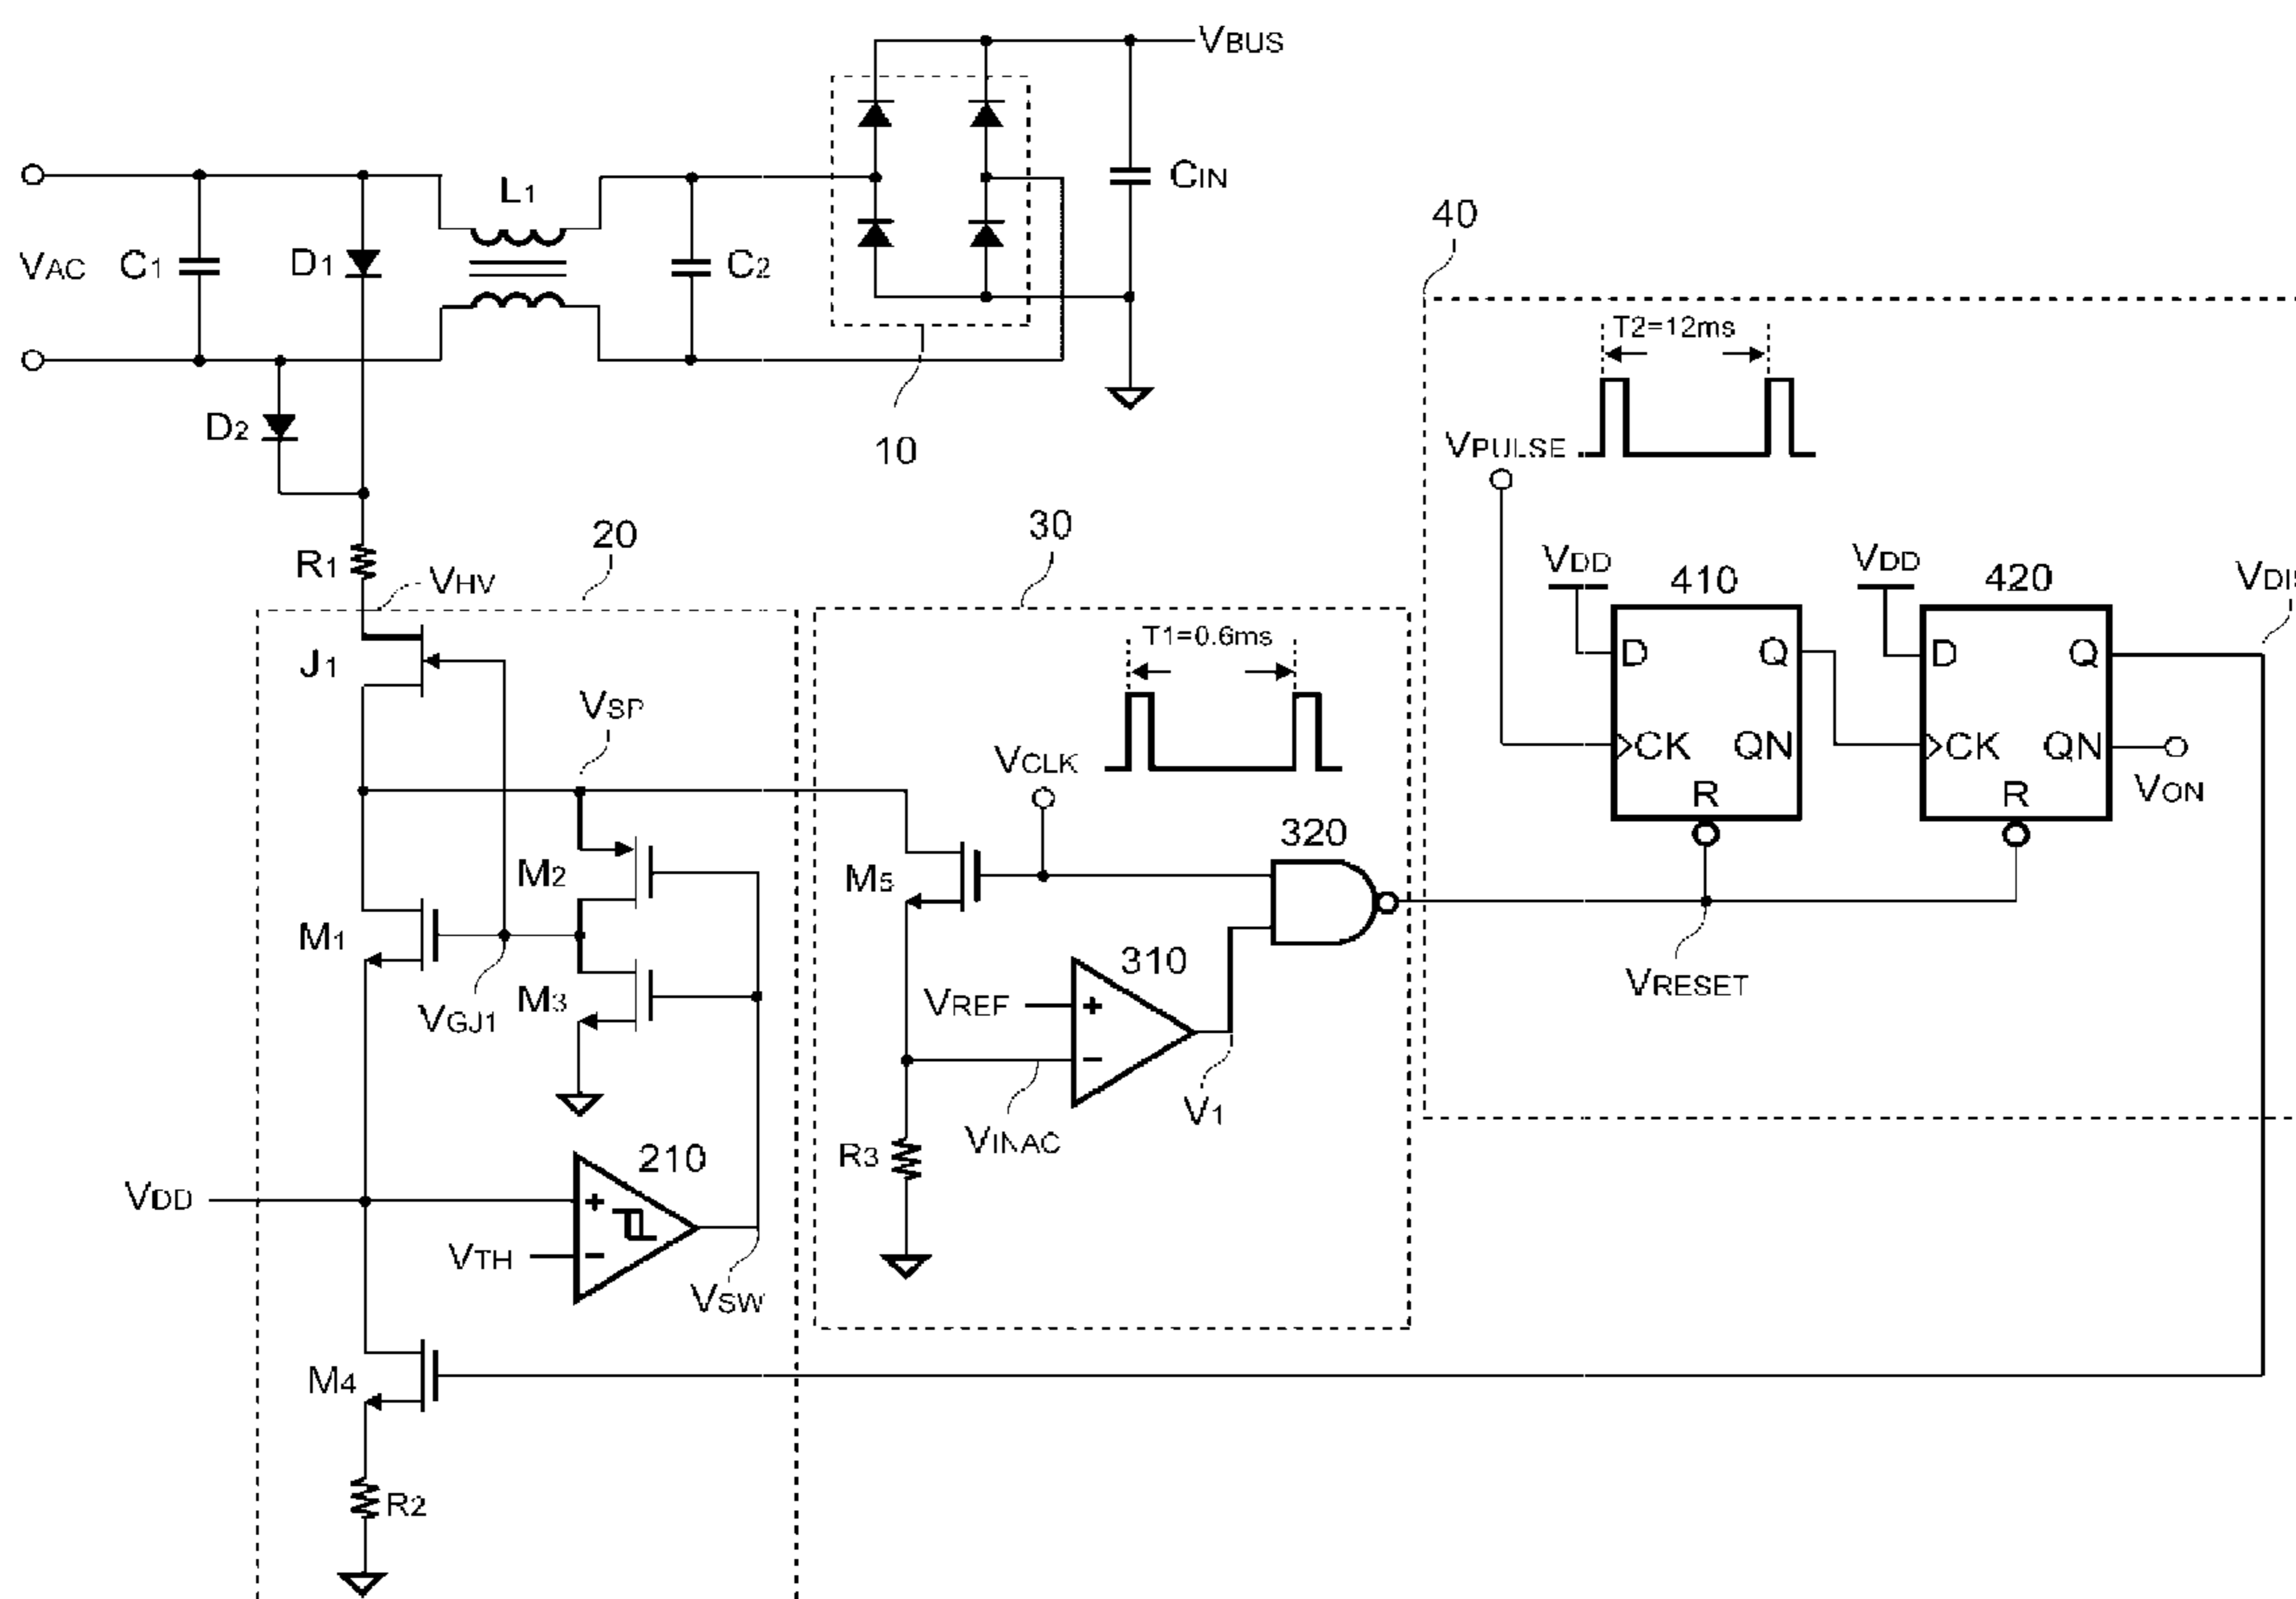 VBUS
L1
CIN
VAC
C1
D1
C2
40
T2=12ms
D2
10
VPULSE
20
30
R1
VHV
VDD
410
VDD
420
J1
T1=0.6ms
D
Q
D
Q
VSP
VCLK
CK
QN
CK
QN
R
R
VON
320
M2
M5
M1
310
VREF
+
−
M3
VGJ1
VRESET
V1
VINAC
R3
210
VDD
+
−
VTH
VSW
M4
R2